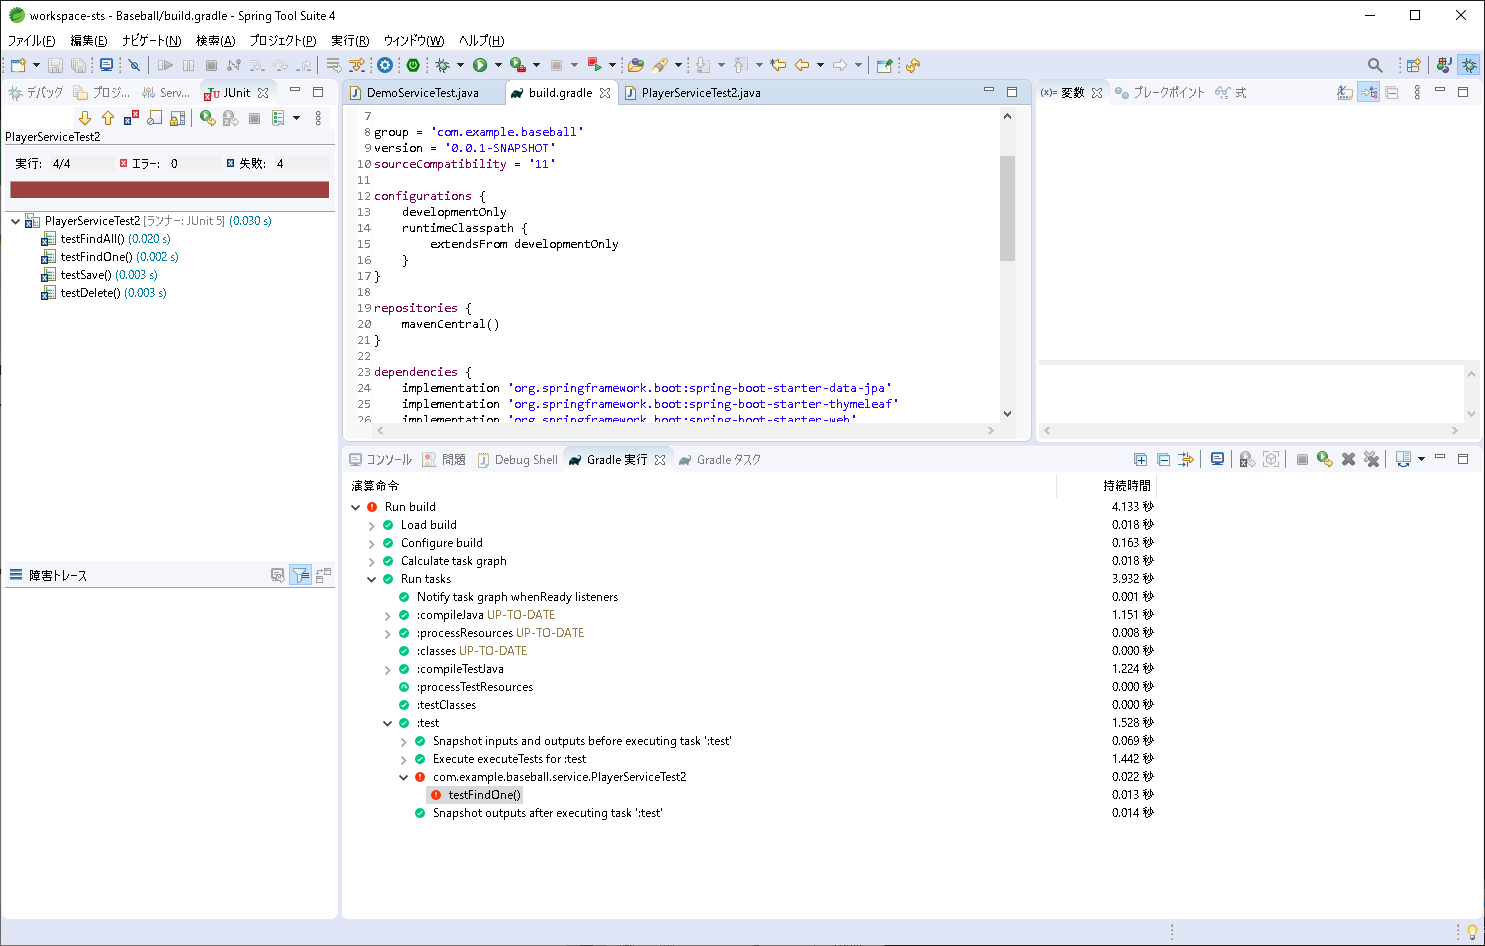 workspace-sts - Baseball/build.gradle - Spring Tool Suite 4
ファイル(F) 編集(E) ナビゲート(N) 検索(A) プロジェクト(P) 実行(R) ウインドウ(W) ヘルプ(H)
デバッグ プロジ... Serv... JUnit
PlayerServiceTest2
実行: 4/4 エラー: 0 失敗: 4
PlayerServiceTest2 [ランナー: JUnit 5] (0.030 s)
testFindAll() (0.020 s)
testFindOne() (0.002 s)
testSave() (0.003 s)
testDelete() (0.003 s)
障害トレース
DemoServiceTest.java build.gradle PlayerServiceTest2.java
7
8 group = 'com.example.baseball'
9 version = '0.0.1-SNAPSHOT'
10 sourceCompatibility = '11'
11
12 configurations {
13 developmentOnly
14 runtimeClasspath {
15 extendsFrom developmentOnly
16 }
17 }
18
19 repositories {
20 mavenCentral()
21 }
22
23 dependencies {
24 implementation 'org.springframework.boot:spring-boot-starter-data-jpa'
25 implementation 'org.springframework.boot:spring-boot-starter-thymeleaf'
26 implementation 'org.springframework.boot:spring-boot-starter-web'
(x)= 変数 ブレークポイント 式
コンソール 問題 Debug Shell Gradle 実行 Gradle タスク
演算命令 持続時間
Run build 4.133 秒
Load build 0.018 秒
Configure build 0.163 秒
Calculate task graph 0.018 秒
Run tasks 3.932 秒
Notify task graph whenReady listeners 0.001 秒
:compileJava UP-TO-DATE 1.151 秒
:processResources UP-TO-DATE 0.008 秒
:classes UP-TO-DATE 0.000 秒
:compileTestJava 1.224 秒
:processTestResources 0.000 秒
:testClasses 0.000 秒
:test 1.528 秒
Snapshot inputs and outputs before executing task ':test' 0.069 秒
Execute executeTests for :test 1.442 秒
com.example.baseball.service.PlayerServiceTest2 0.022 秒
testFindOne() 0.013 秒
Snapshot outputs after executing task ':test' 0.014 秒